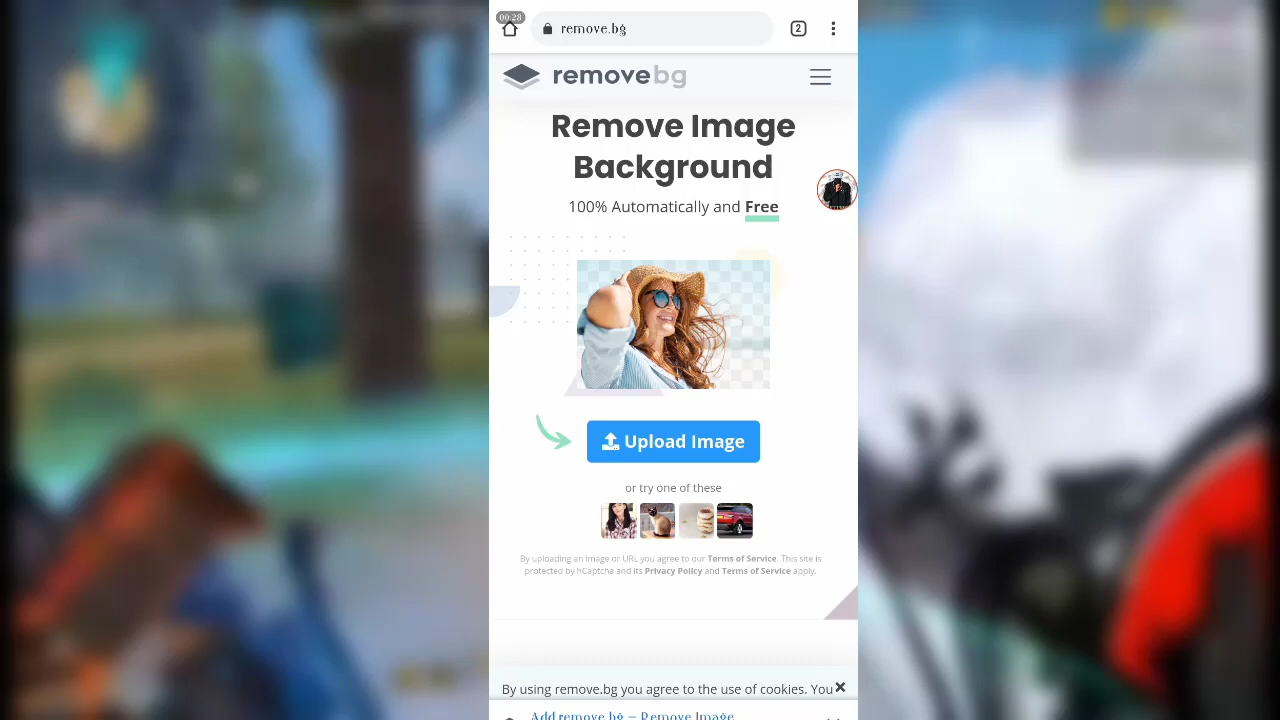 00:28
remove.bg
2
removebg
Remove Image
Background
100% Automatically and Free
Upload Image
or try one of these
By uploading an image or URL you agree to our Terms of Service. This site is
protected by hCaptcha and its Privacy Policy and Terms of Service apply.
By using remove.bg you agree to the use of cookies. You
Add remove.bg – Remove Image